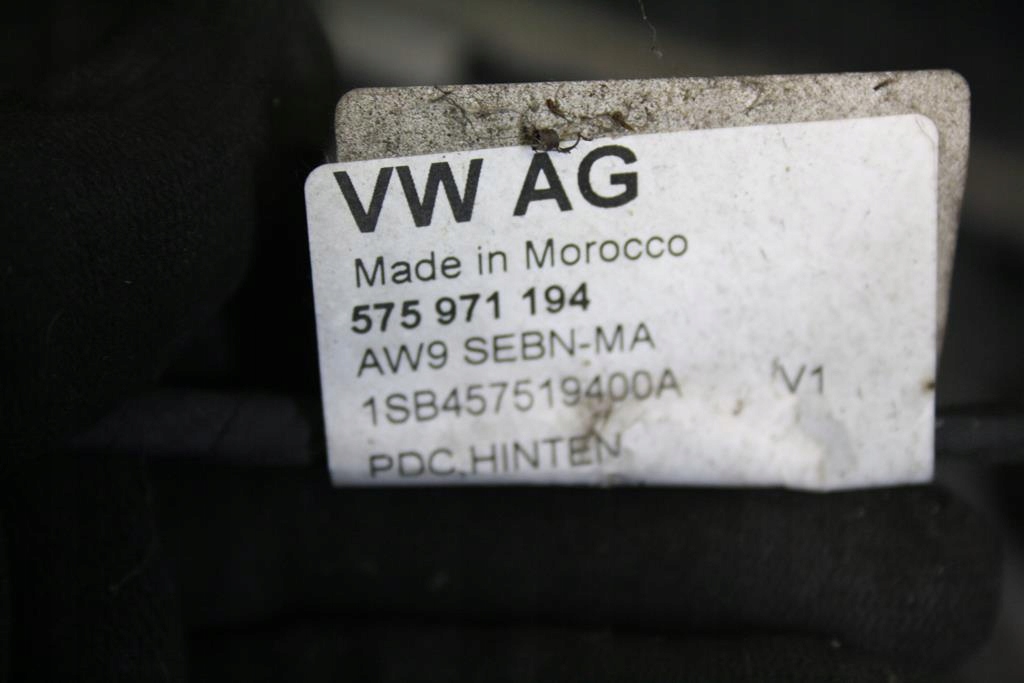 VW AG
Made in Morocco
575 971 194
AW9 SEBN-MA
1SB457519400A V1
PDC,HINTEN